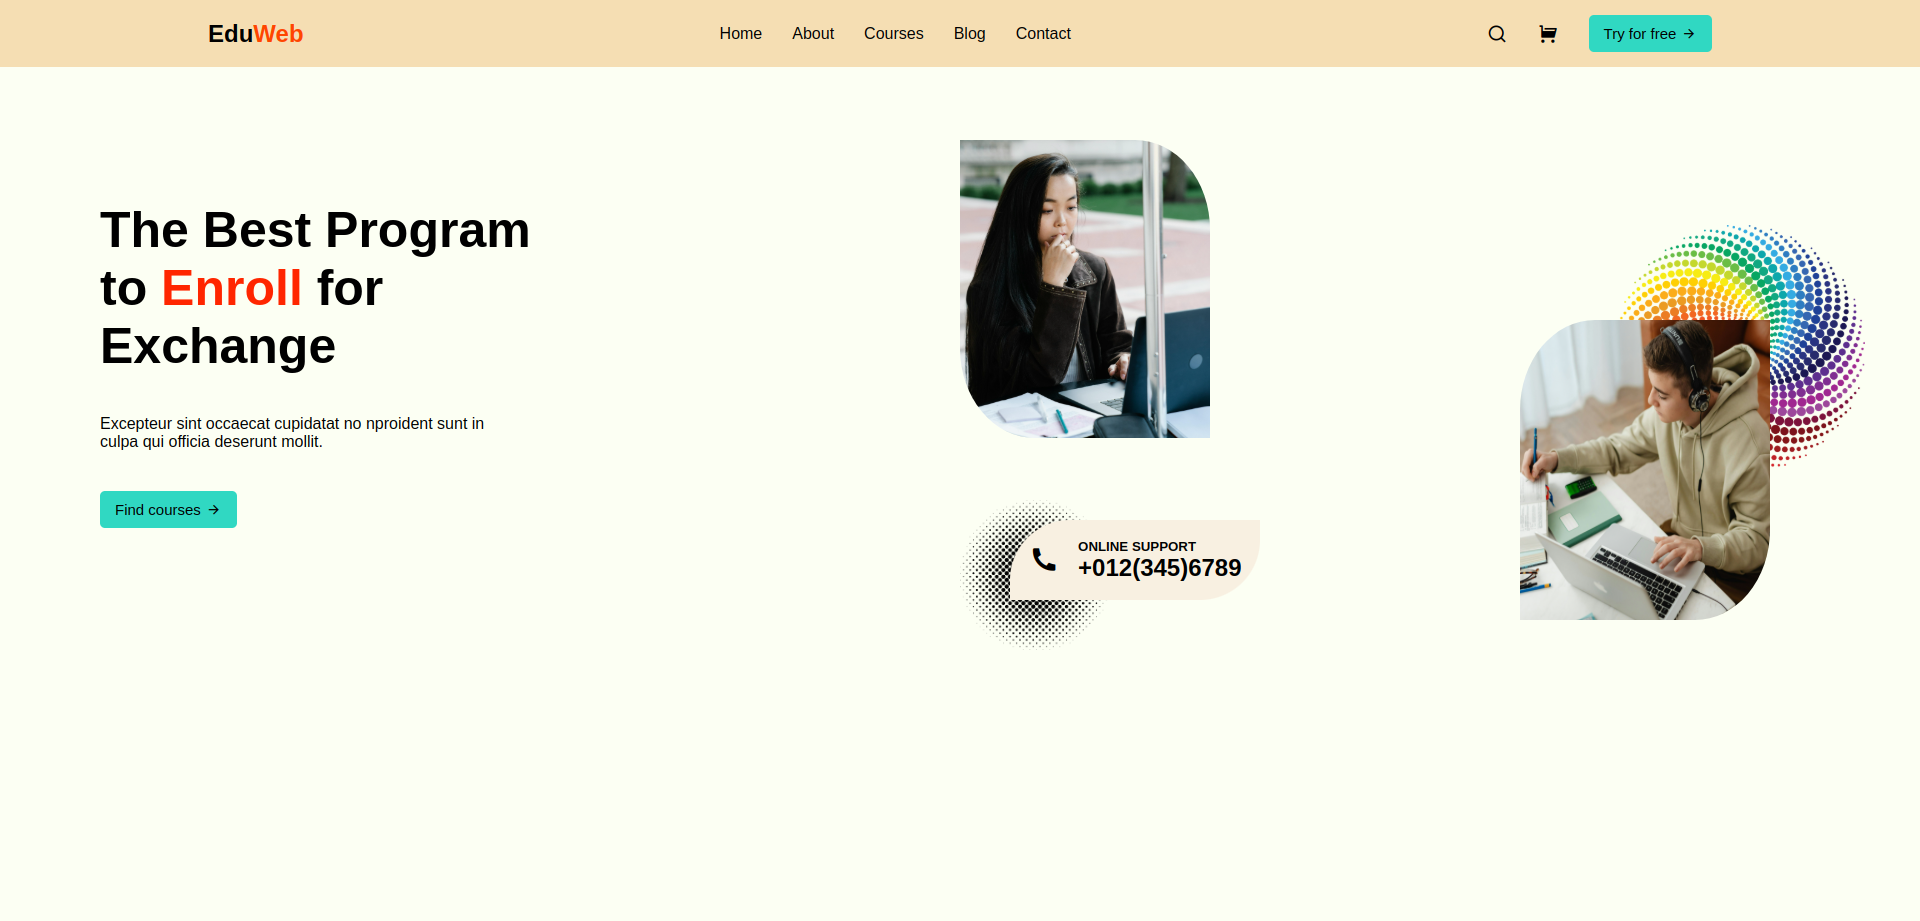 EduWeb
Home About Courses Blog Contact
Try for free
The Best Program
to Enroll for
Exchange
Excepteur sint occaecat cupidatat no nproident sunt in
culpa qui officia deserunt mollit.
Find courses
ONLINE SUPPORT
+012(345)6789